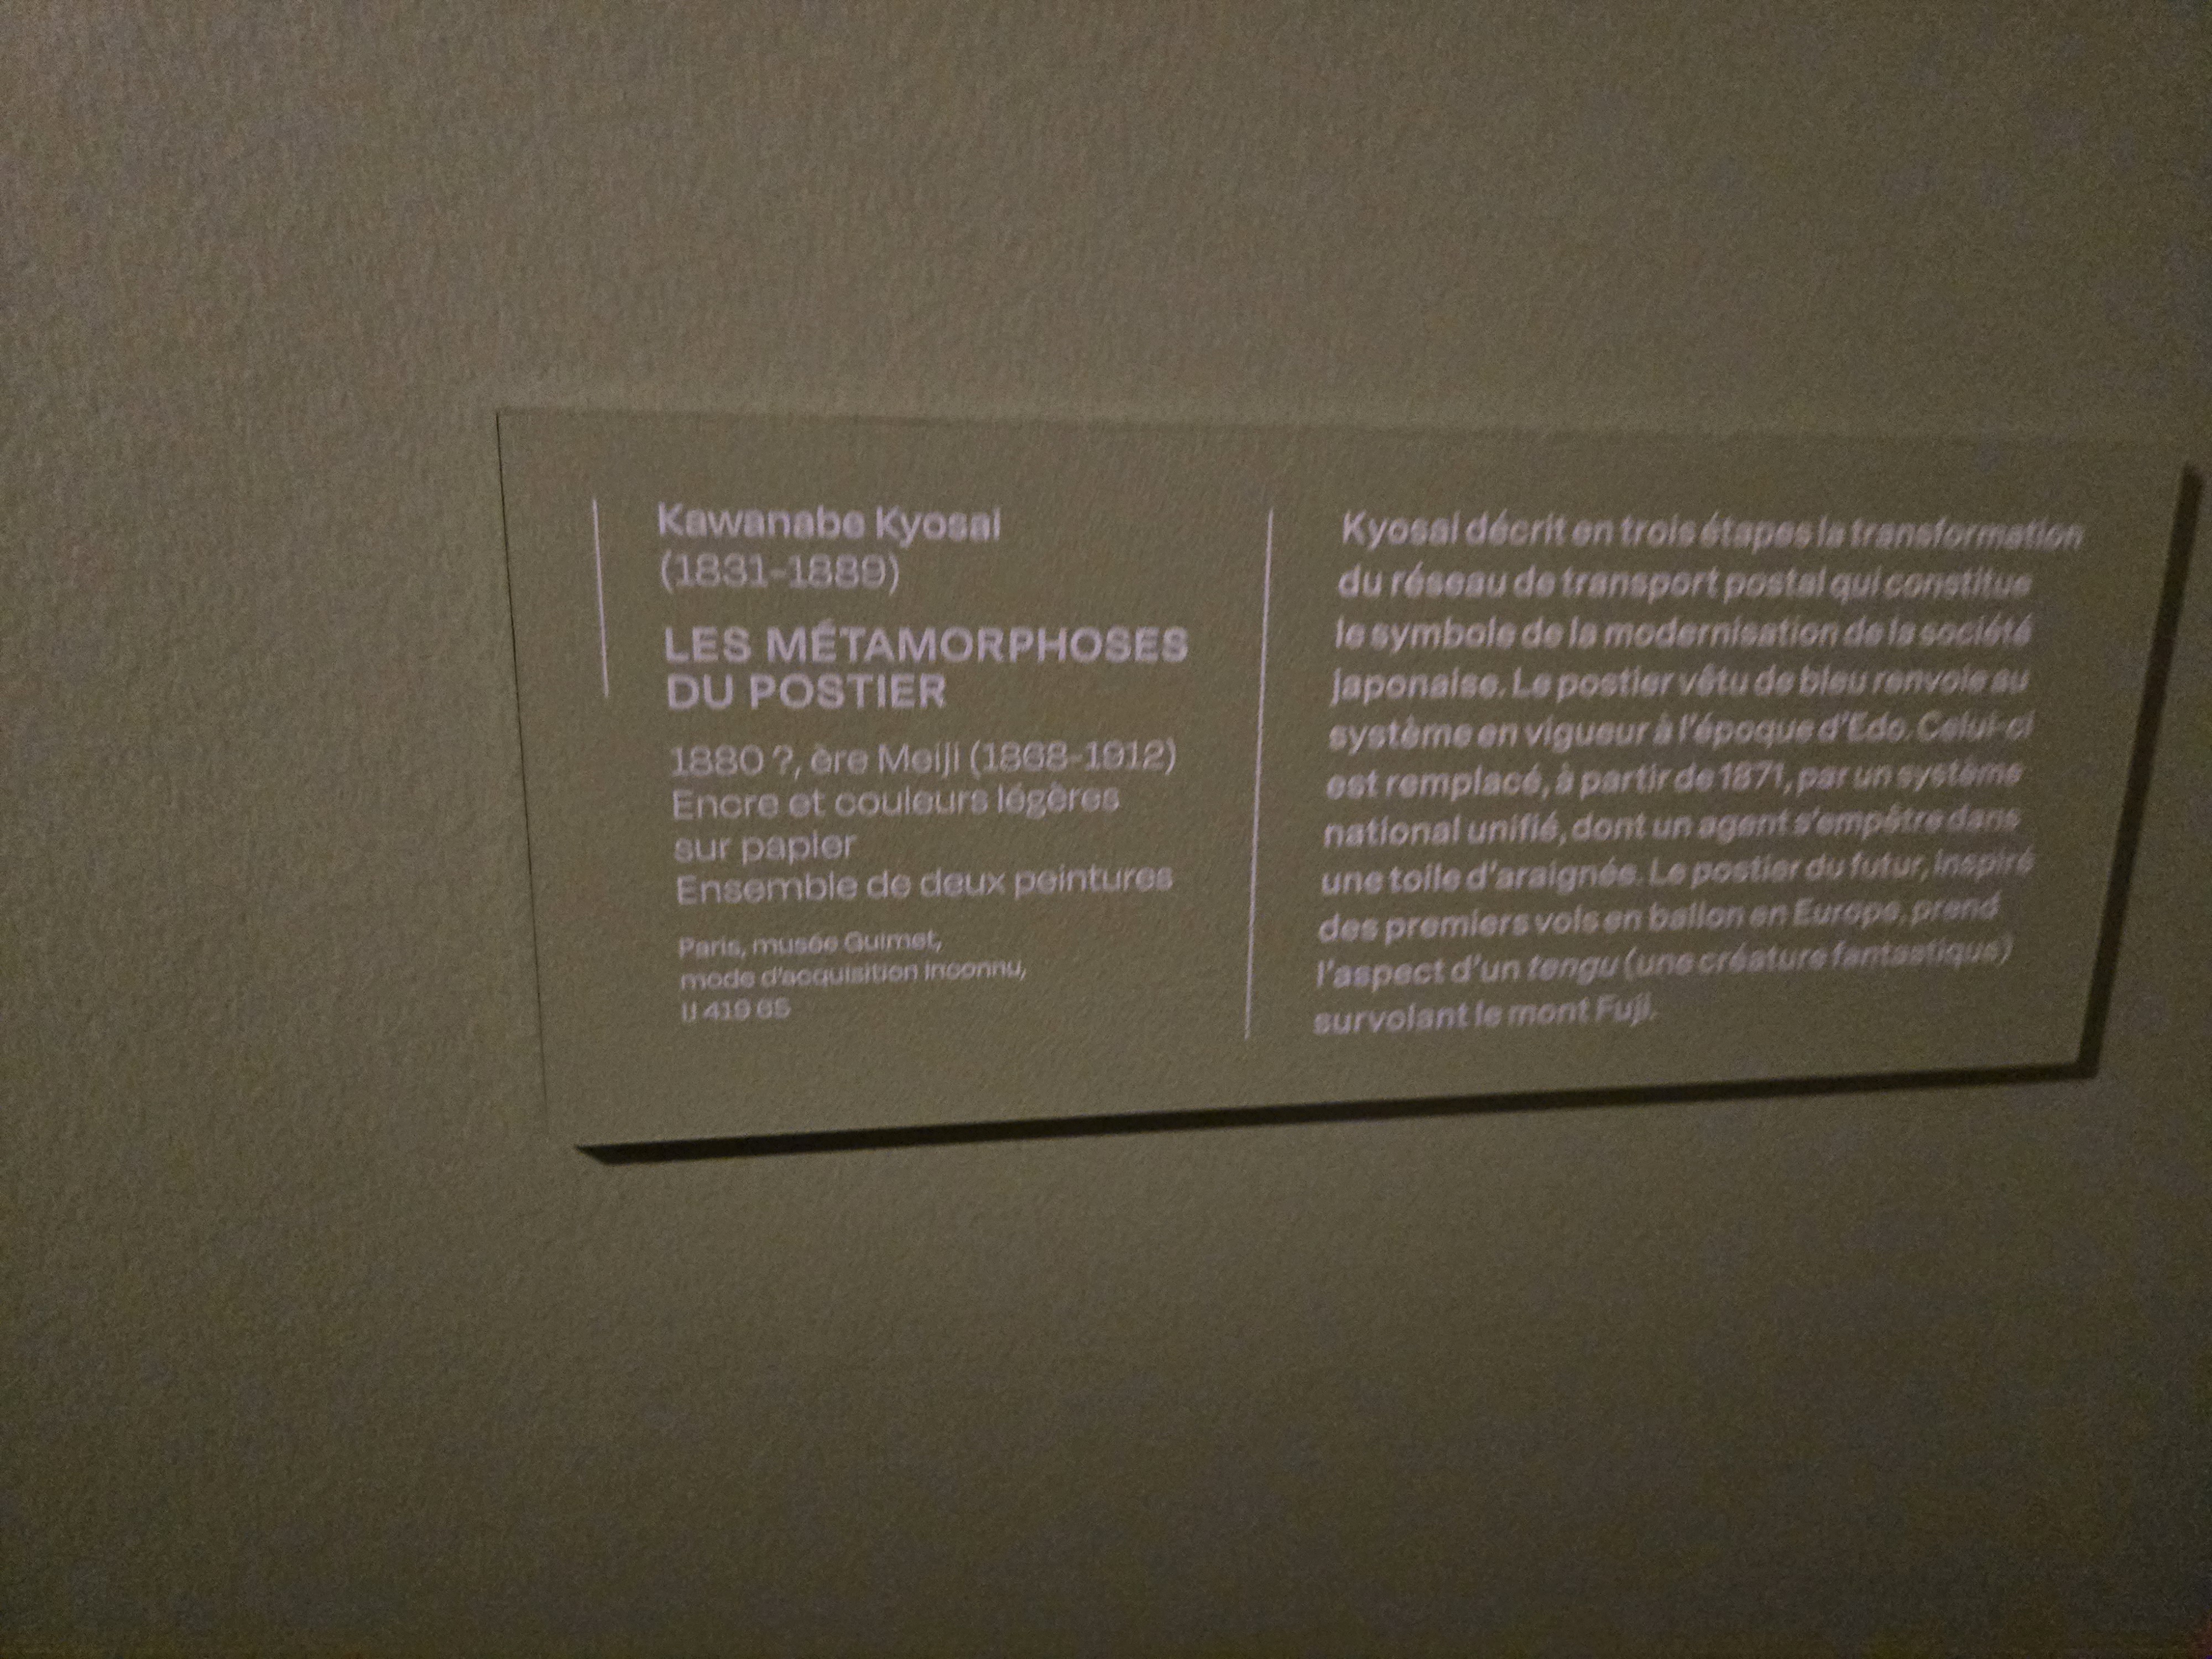 Kawanabe Kyosai
(1831-1889)
LES MÉTAMORPHOSES
DU POSTIER
1880 ?, ère Meiji (1868-1912)
Encre et couleurs légères
sur papier
Ensemble de deux peintures
Paris, musée Guimet,
mode d'acquisition inconnu,
419 65
Kyosai décrit en trois étapes la transformation
du réseau de transport postal qui constitue
le symbole de la modernisation de la société
japonaise. Le postier vêtu de bleu renvoie au
système en vigueur à l'époque d'Edo. Celui-ci
est remplacé, à partir de 1871, par un système
national unifié, dont un agent s'empêtre dans
une toile d'araignée. Le postier du futur, inspiré
des premiers vols en ballon en Europe, prend
l'aspect d'un tengu (une créature fantastique)
survolant le mont Fuji.